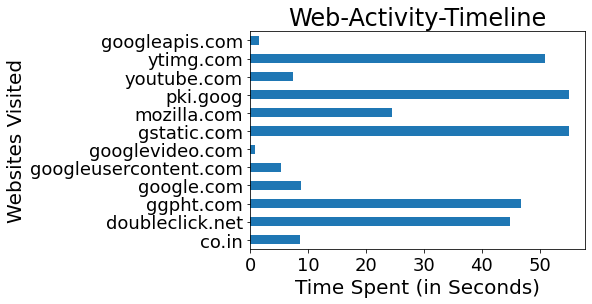 Web-Activity-Timeline
Websites Visited
googleapis.com
ytimg.com
youtube.com
pki.goog
mozilla.com
gstatic.com
googlevideo.com
googleusercontent.com
google.com
ggpht.com
doubleclick.net
co.in
0 10 20 30 40 50
Time Spent (in Seconds)